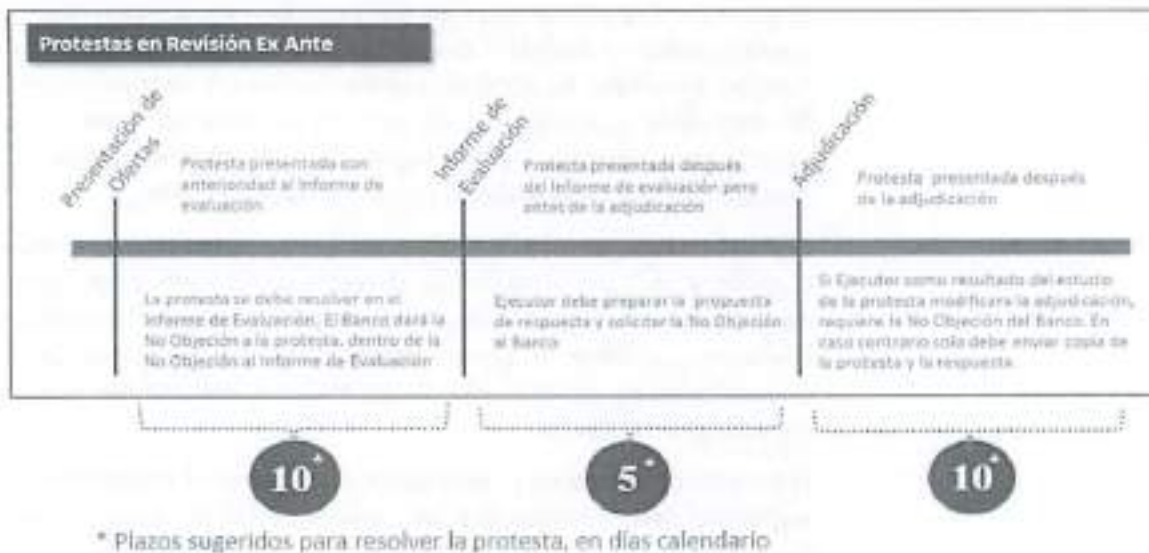 Protestas en Revisión Ex Ante
Presentación de
Ofertas
Protesta presentada con
anterioridad al Informe de
evaluación
Informe de
Evaluación
Protesta presentada después
del Informe de evaluación pero
antes de la adjudicación
Adjudicación
Protesta presentada después
de la adjudicación
La protesta se debe resolver en el
Informe de Evaluación. El Banco dará la
No Objeción a la protesta, dentro de la
No Objeción al Informe de Evaluación
Ejecutor debe preparar la propuesta
de respuesta y solicitar la No Objeción
al Banco
Si Ejecutor como resultado del estudio
de la protesta modificara la adjudicación,
requiere la No Objeción del Banco. En
caso contrario solo debe enviar copia de
la protesta y la respuesta.
10*
5*
10*
* Plazos sugeridos para resolver la protesta, en días calendario